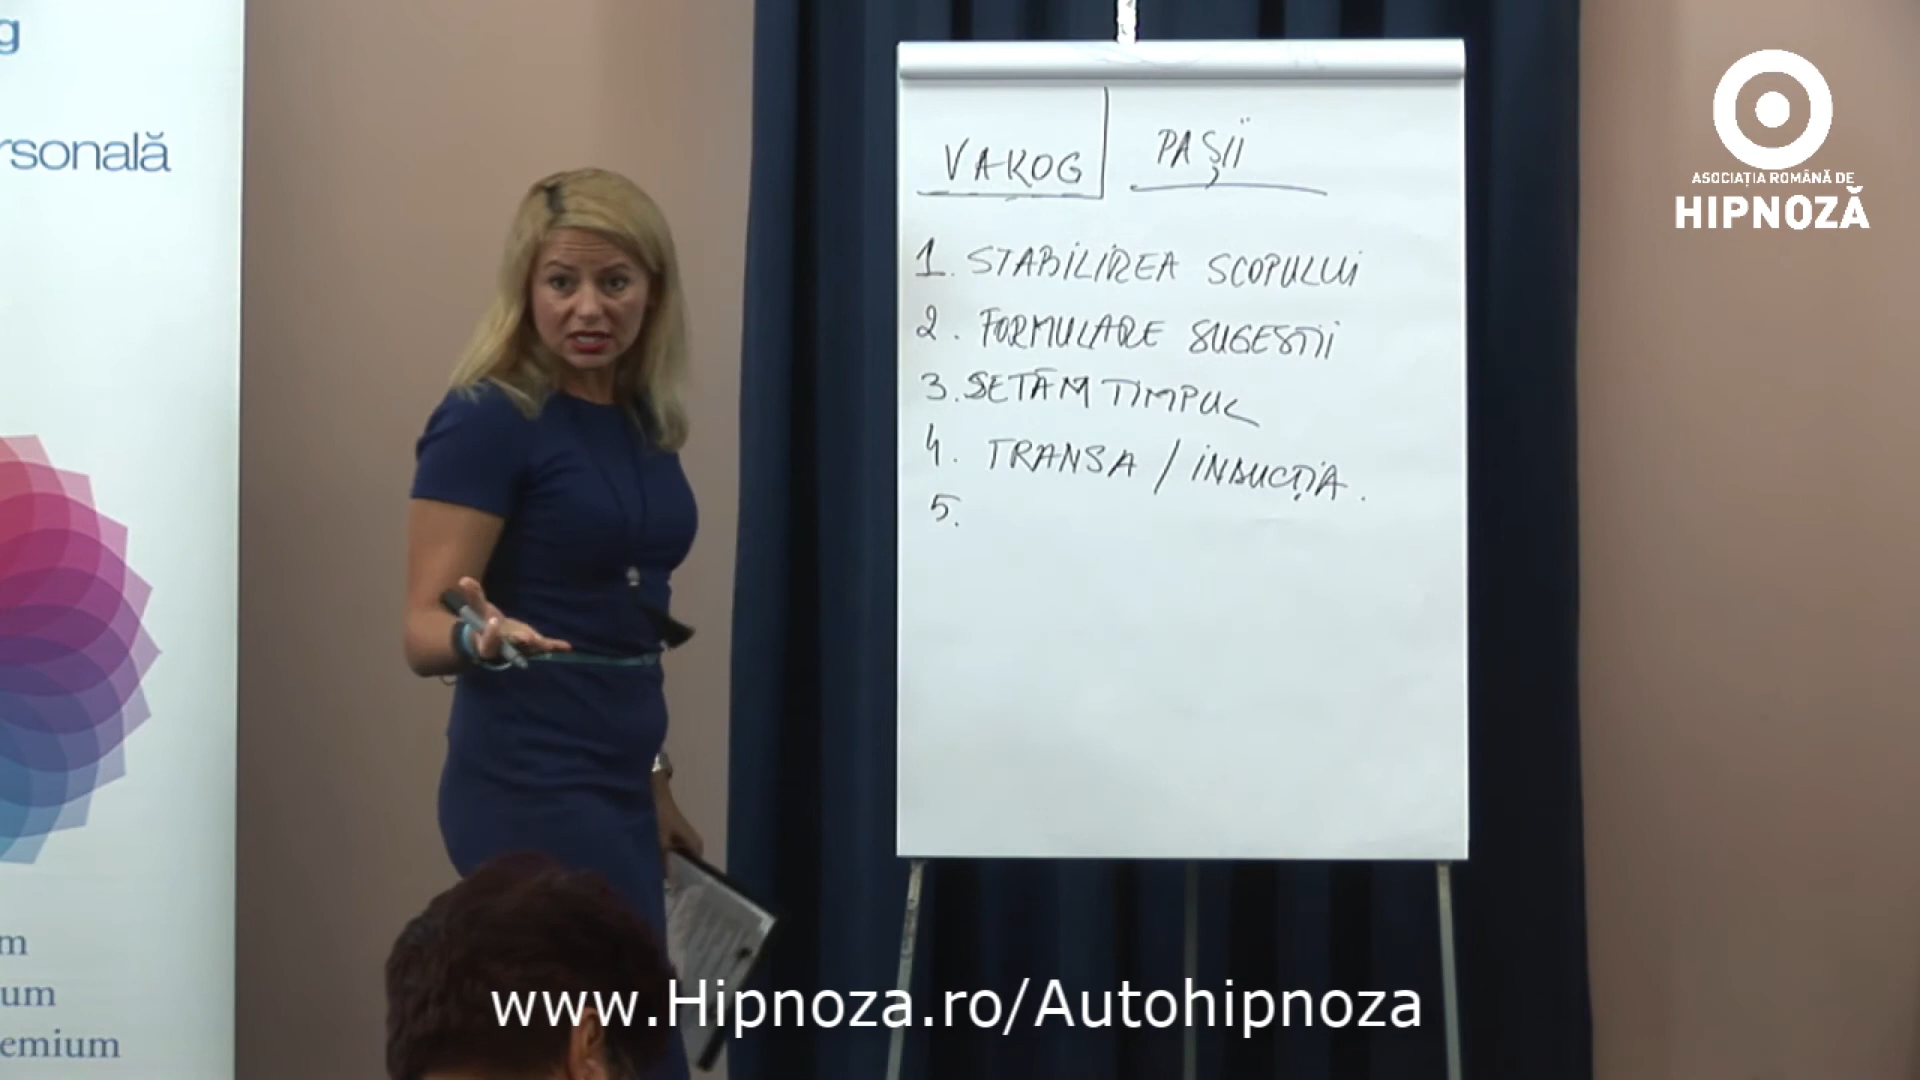 g
rsonală
VAKOG
PAȘII
1. STABILIREA SCOPULUI
2. FORMULARE SUGESTII
3. SETĂM TIMPUL
4. TRANSA / INDUCȚIA.
5.
ASOCIAȚIA ROMÂNĂ DE
HIPNOZĂ
m
um
emium
www.Hipnoza.ro/Autohipnoza